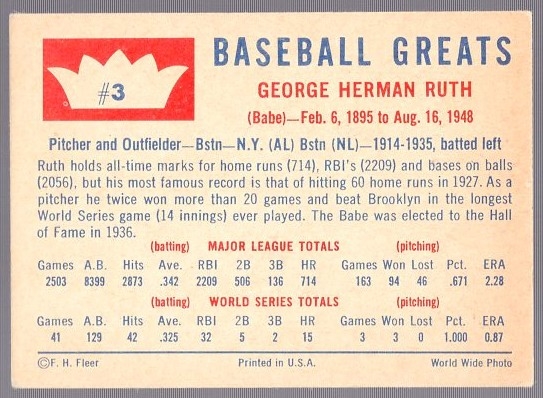 #3
BASEBALL GREATS
GEORGE HERMAN RUTH
(Babe)—Feb. 6, 1895 to Aug. 16, 1948
Pitcher and Outfielder—Bstn—N.Y. (AL) Bstn (NL)—1914-1935, batted left
Ruth holds all-time marks for home runs (714), RBI's (2209) and bases on balls
(2056), but his most famous record is that of hitting 60 home runs in 1927. As a
pitcher he twice won more than 20 games and beat Brooklyn in the longest
World Series game (14 innings) ever played. The Babe was elected to the Hall
of Fame in 1936.
(batting) MAJOR LEAGUE TOTALS (pitching)
Games A.B. Hits Ave. RBI 2B 3B HR Games Won Lost Pct. ERA
2503 8399 2873 .342 2209 506 136 714 163 94 46 .671 2.28
(batting) WORLD SERIES TOTALS (pitching)
Games A.B. Hits Ave. RBI 2B 3B HR Games Won Lost Pct. ERA
41 129 42 .325 32 5 2 15 3 3 0 1.000 0.87
©F. H. Fleer Printed in U.S.A. World Wide Photo